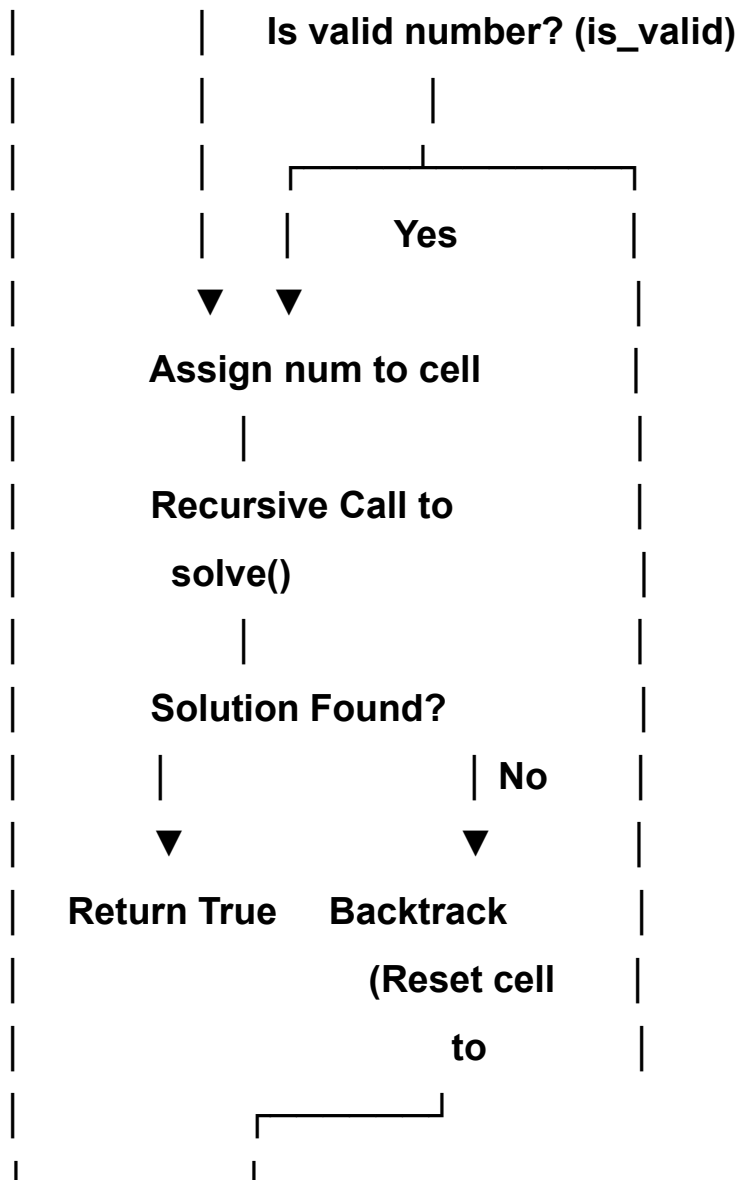 Is valid number? (is_valid)
Yes
Assign num to cell
Recursive Call to
solve()
Solution Found?
No
Return True Backtrack
(Reset cell
to